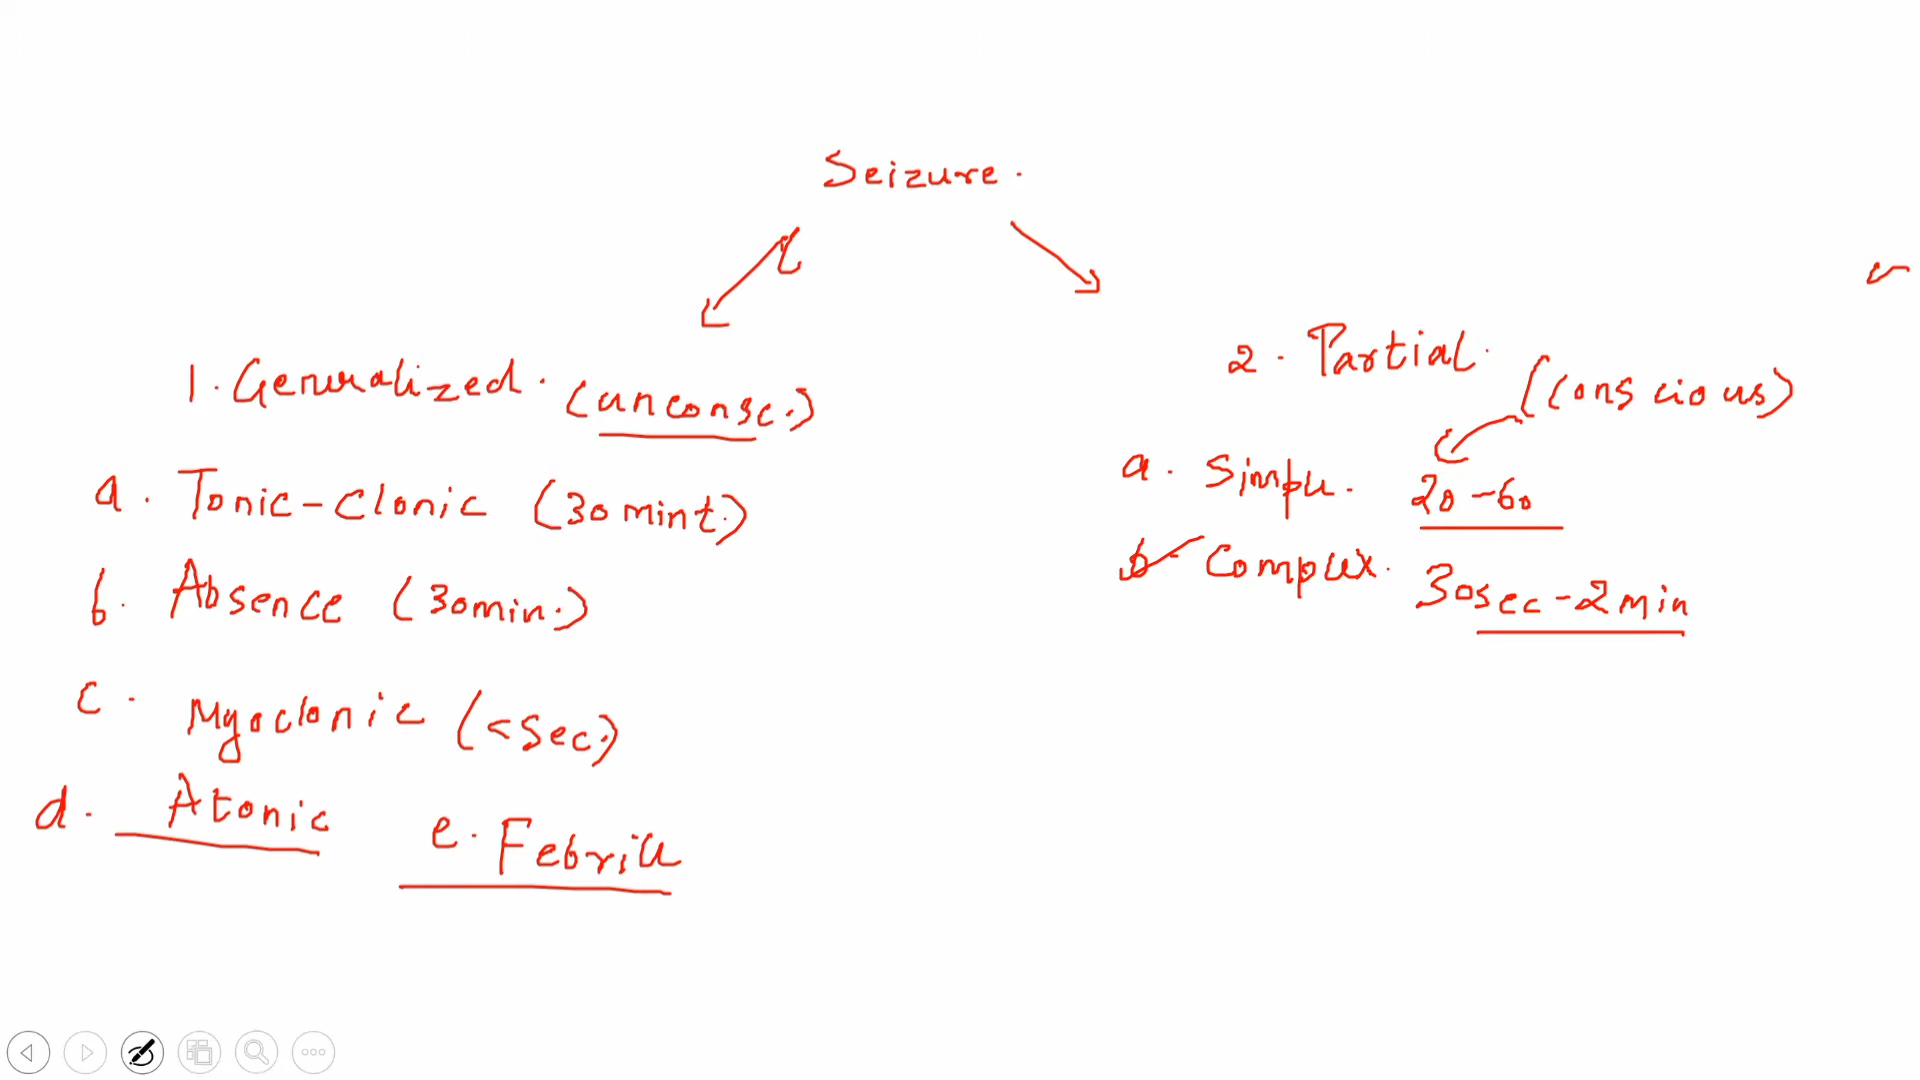 Seizure.
1. Generalized. (unconsc.)
a. Tonic-Clonic (30 mint.)
b. Absence (30min.)
c. Myoclonic (<Sec.)
d. Atonic
e. Febrile
2. Partial. (Conscious)
a. Simple. 20-60
b- Complex. 30sec-2min